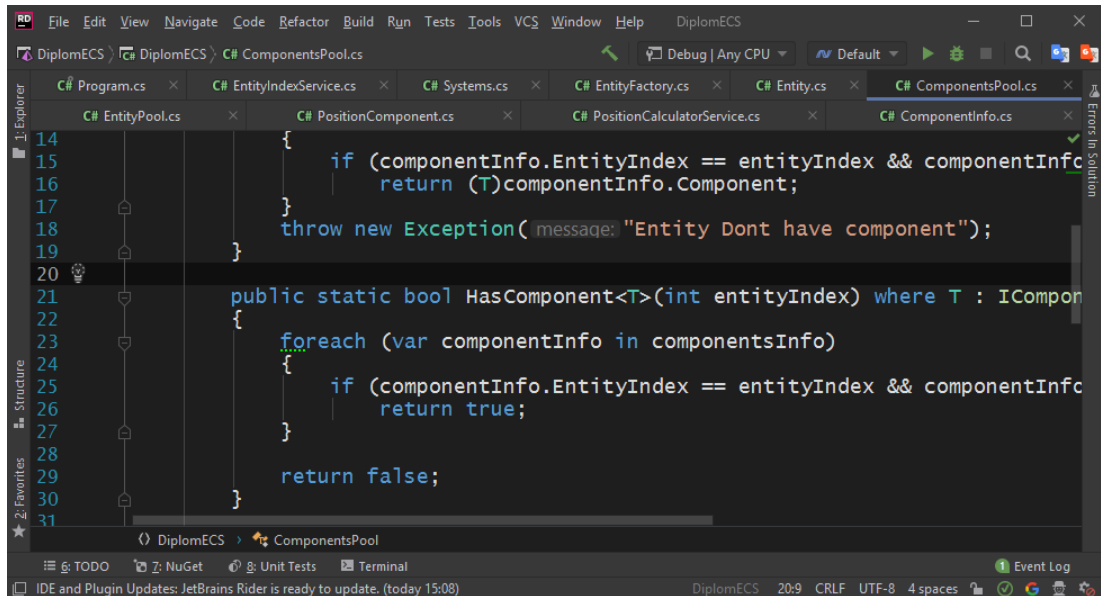 RD File Edit View Navigate Code Refactor Build Run Tests Tools VCS Window Help DiplomECS
DiplomECS C# DiplomECS C# ComponentsPool.cs Debug | Any CPU Default
C# Program.cs C# EntityIndexService.cs C# Systems.cs C# EntityFactory.cs C# Entity.cs C# ComponentsPool.cs
C# EntityPool.cs C# PositionComponent.cs C# PositionCalculatorService.cs C# ComponentInfo.cs
1: Explorer
Structure
2: Favorites
Errors In Solution
14 {
15 if (componentInfo.EntityIndex == entityIndex && componentInfo
16 return (T)componentInfo.Component;
17 }
18 throw new Exception( message: "Entity Dont have component");
19 }
20
21 public static bool HasComponent<T>(int entityIndex) where T : ICompon
22 {
23 foreach (var componentInfo in componentsInfo)
24 {
25 if (componentInfo.EntityIndex == entityIndex && componentInfo
26 return true;
27 }
28
29 return false;
30 }
31
DiplomECS ComponentsPool
6: TODO 7: NuGet 8: Unit Tests Terminal 1 Event Log
IDE and Plugin Updates: JetBrains Rider is ready to update. (today 15:08) DiplomECS 20:9 CRLF UTF-8 4 spaces